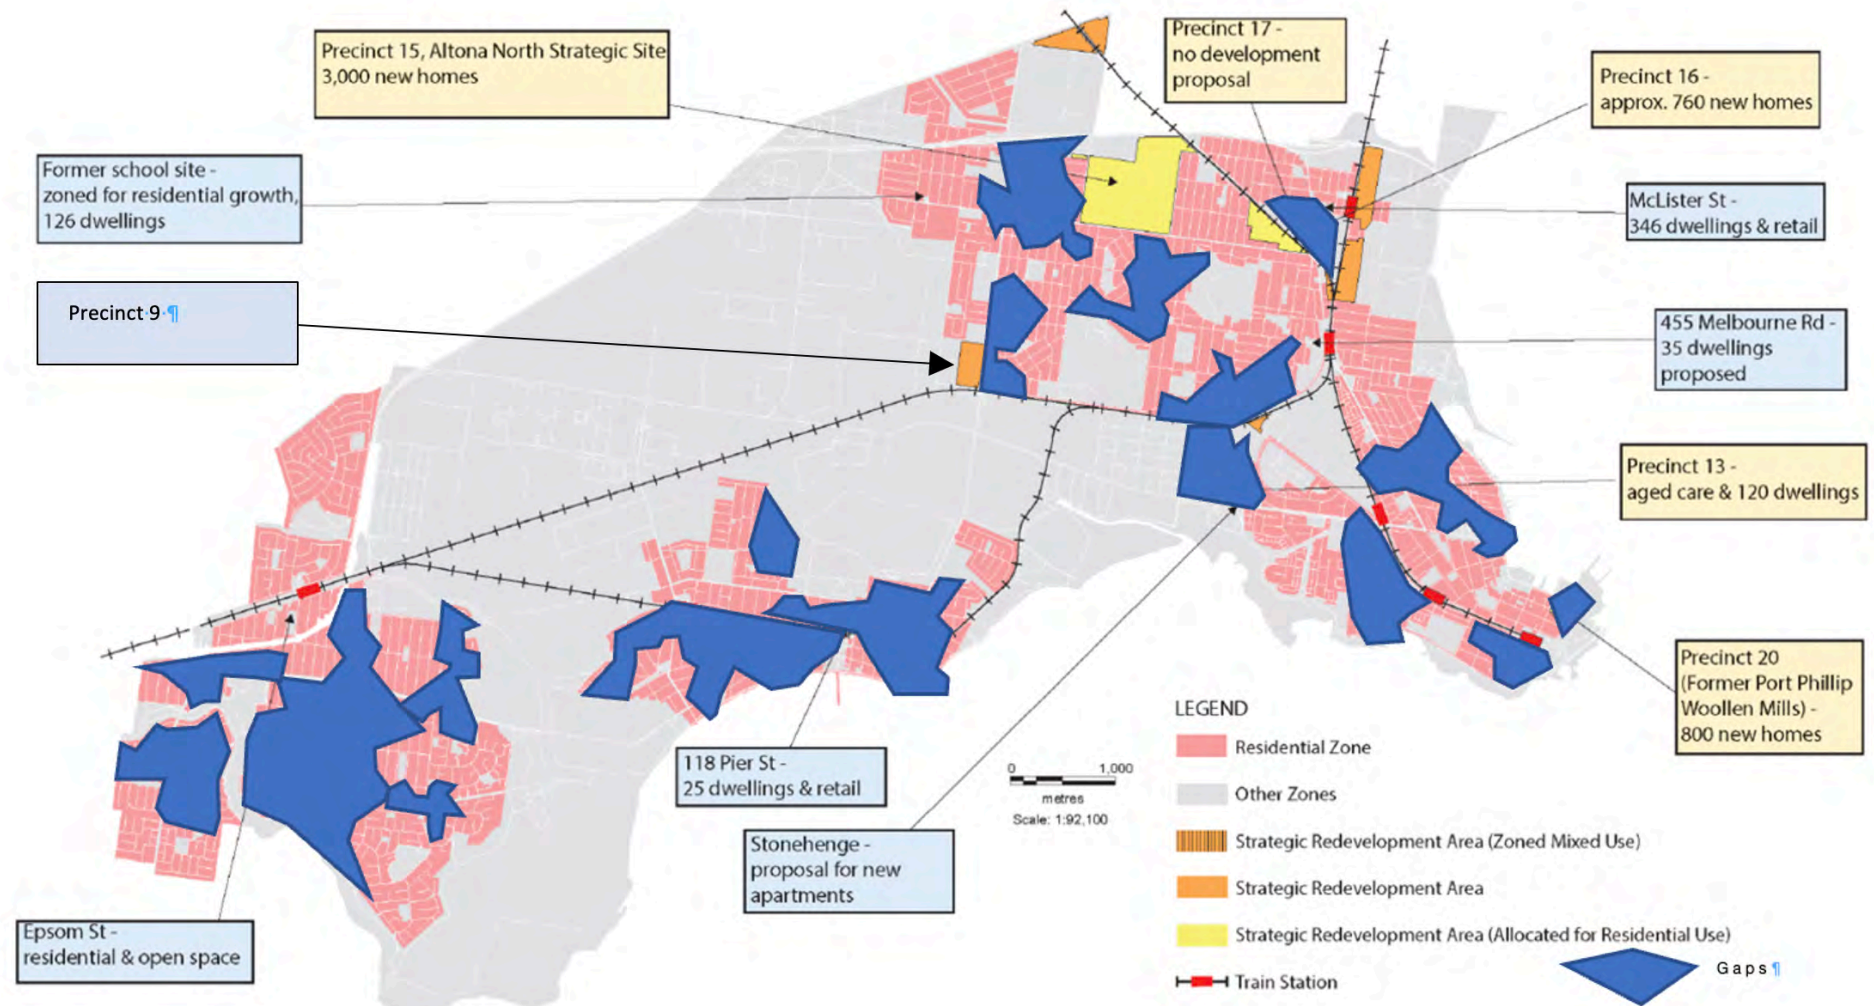 Precinct 15, Altona North Strategic Site
3,000 new homes
Precinct 17 -
no development
proposal
Precinct 16 -
approx. 760 new homes
Former school site -
zoned for residential growth,
126 dwellings
McLister St -
346 dwellings & retail
Precinct 9 ¶
455 Melbourne Rd -
35 dwellings
proposed
Precinct 13 -
aged care & 120 dwellings
Precinct 20
(Former Port Phillip
Woollen Mills) -
800 new homes
118 Pier St -
25 dwellings & retail
Stonehenge -
proposal for new
apartments
Epsom St -
residential & open space
0 1,000
metres
Scale: 1:92,100
LEGEND
Residential Zone
Other Zones
Strategic Redevelopment Area (Zoned Mixed Use)
Strategic Redevelopment Area
Strategic Redevelopment Area (Allocated for Residential Use)
Train Station
Gaps ¶